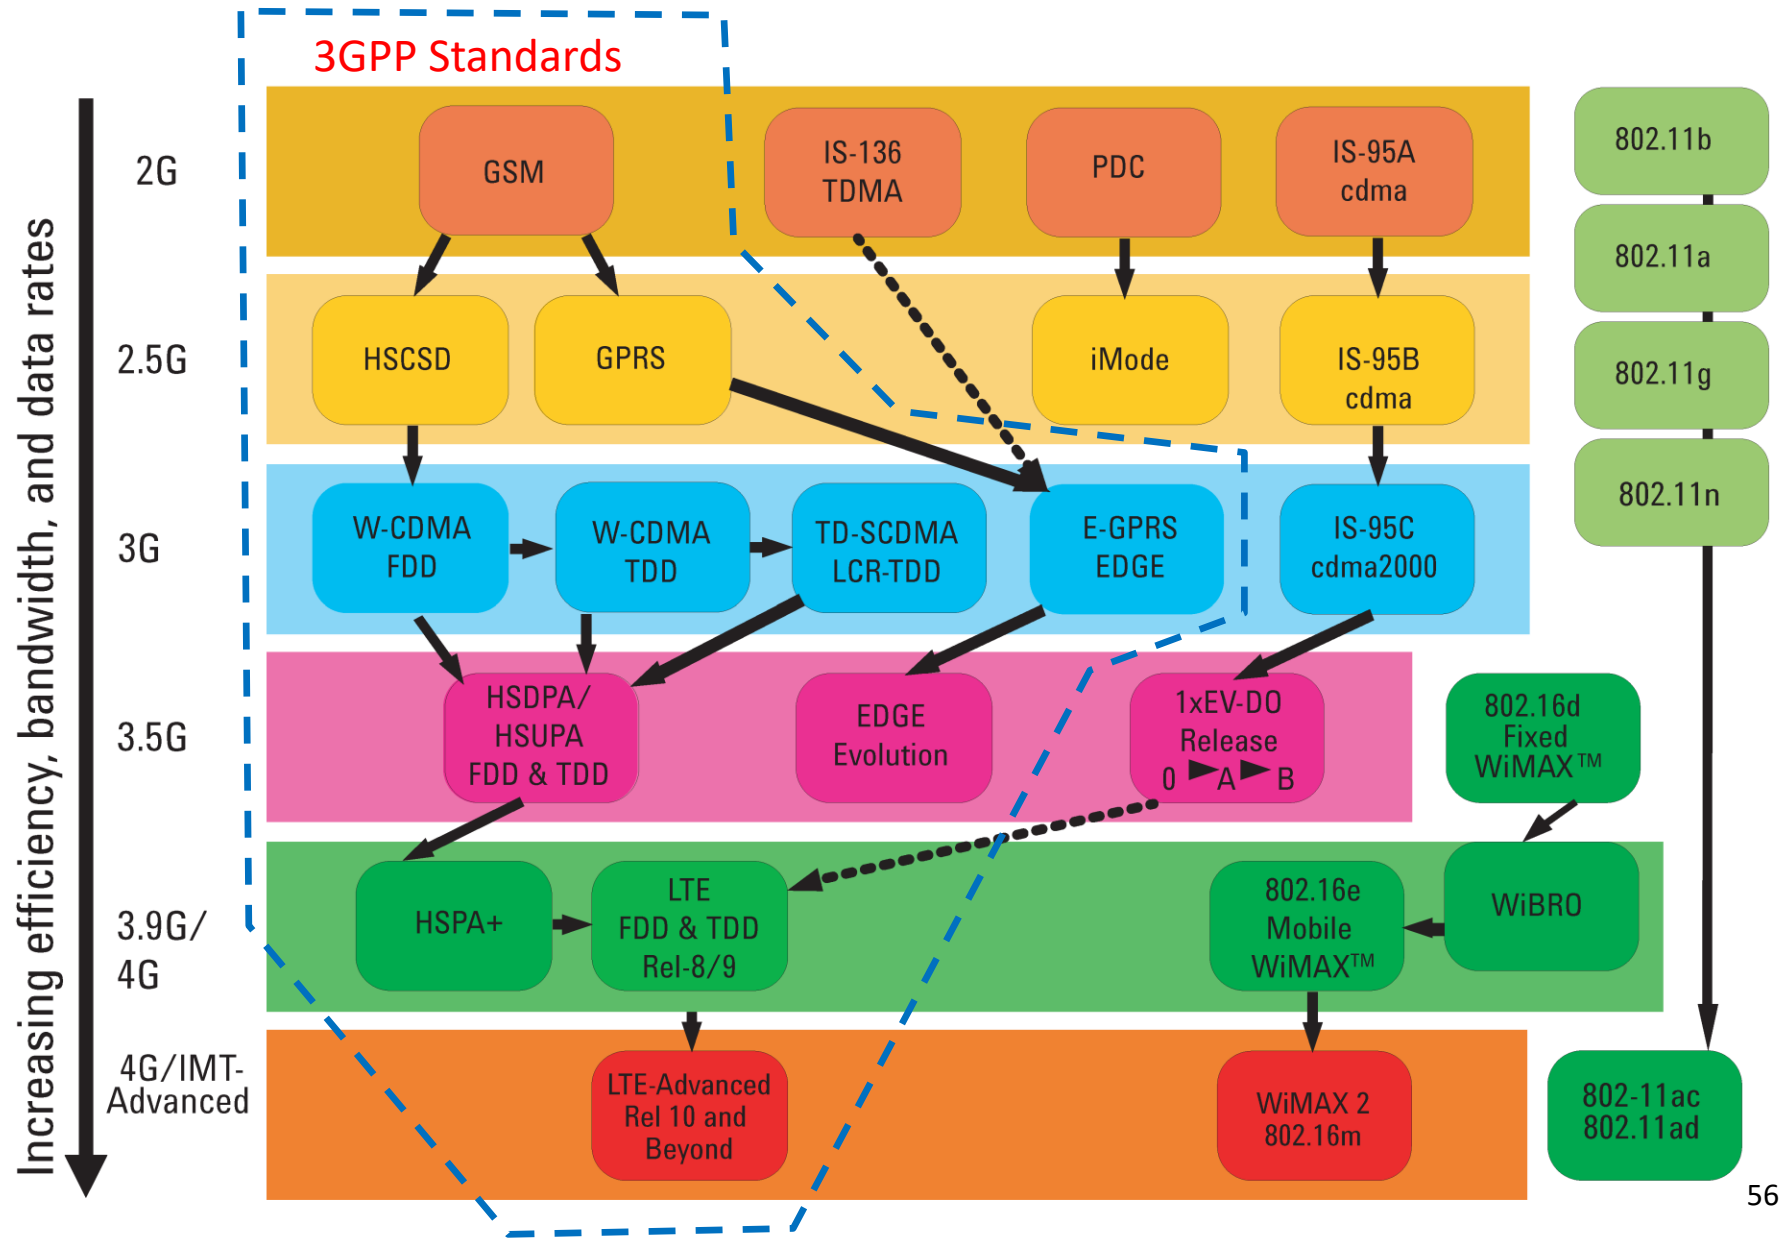 3GPP Standards
Increasing efficiency, bandwidth, and data rates
2G
GSM
IS-136
TDMA
PDC
IS-95A
cdma
802.11b
802.11a
2.5G
HSCSD
GPRS
iMode
IS-95B
cdma
802.11g
802.11n
3G
W-CDMA
FDD
W-CDMA
TDD
TD-SCDMA
LCR-TDD
E-GPRS
EDGE
IS-95C
cdma2000
3.5G
HSDPA/
HSUPA
FDD & TDD
EDGE
Evolution
1xEV-DO
Release
0 ► A ► B
802.16d
Fixed
WiMAX™
3.9G/
4G
HSPA+
LTE
FDD & TDD
Rel-8/9
802.16e
Mobile
WiMAX™
WiBRO
4G/IMT-
Advanced
LTE-Advanced
Rel 10 and
Beyond
WiMAX 2
802.16m
802-11ac
802.11ad
56